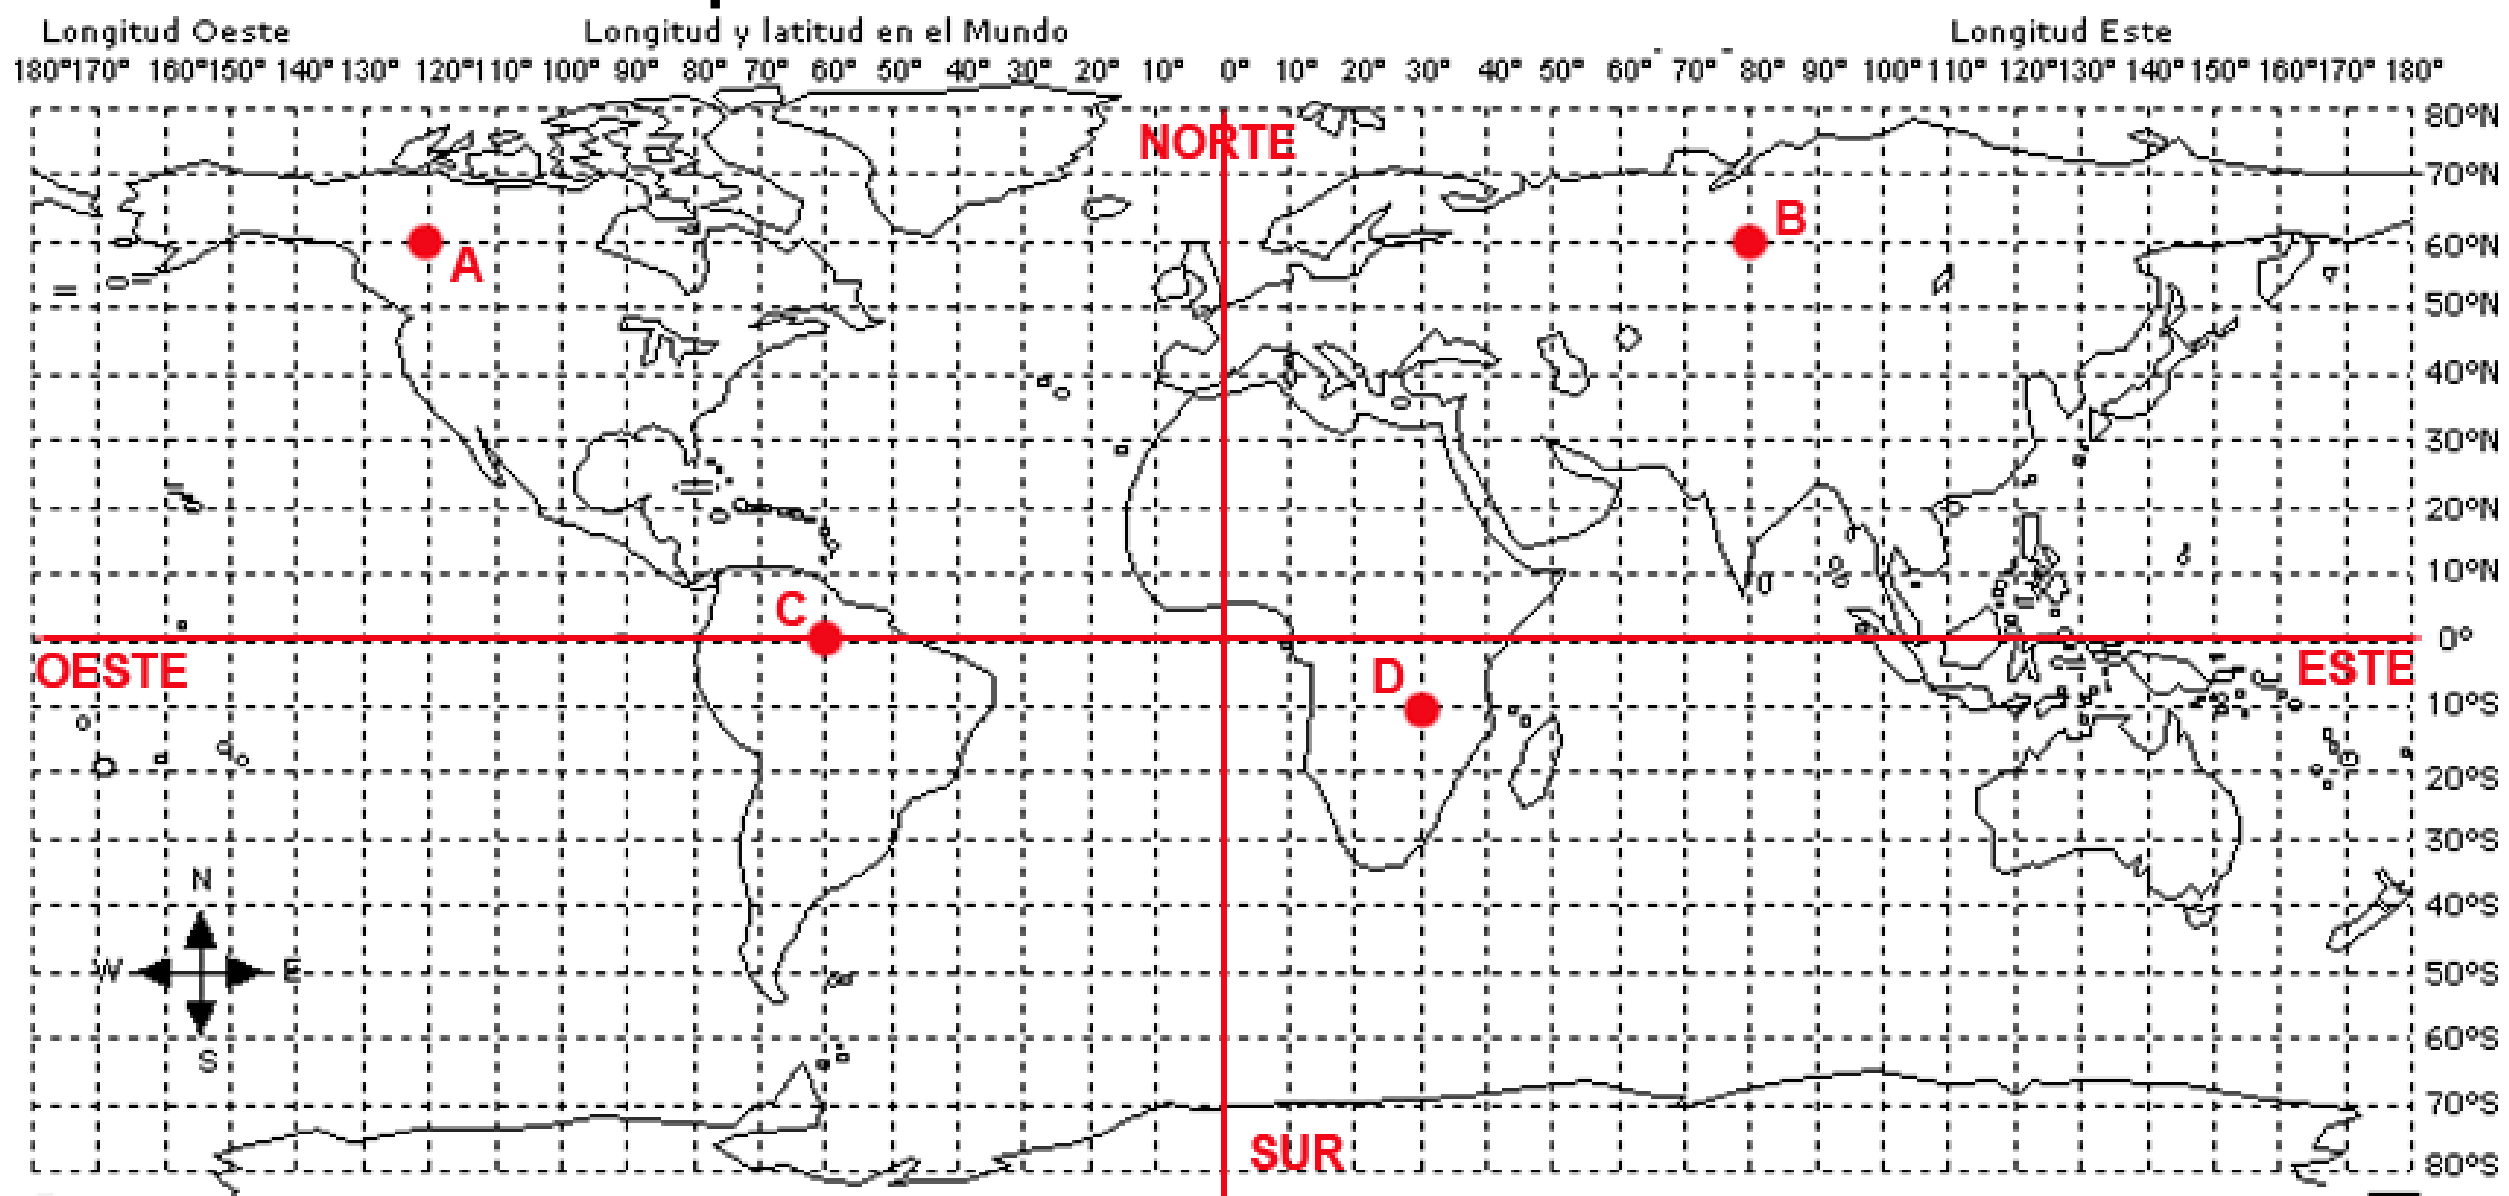 Longitud Oeste Longitud y latitud en el Mundo Longitud Este
180° 170° 160° 150° 140° 130° 120° 110° 100° 90° 80° 70° 60° 50° 40° 30° 20° 10° 0° 10° 20° 30° 40° 50° 60° 70° 80° 90° 100° 110° 120° 130° 140° 150° 160° 170° 180°
80°N
NORTE
70°N
B
60°N
A
50°N
40°N
30°N
20°N
10°N
C
0°
OESTE ESTE
D
10°S
20°S
30°S
N
40°S
W E 50°S
60°S
S
70°S
SUR
80°S